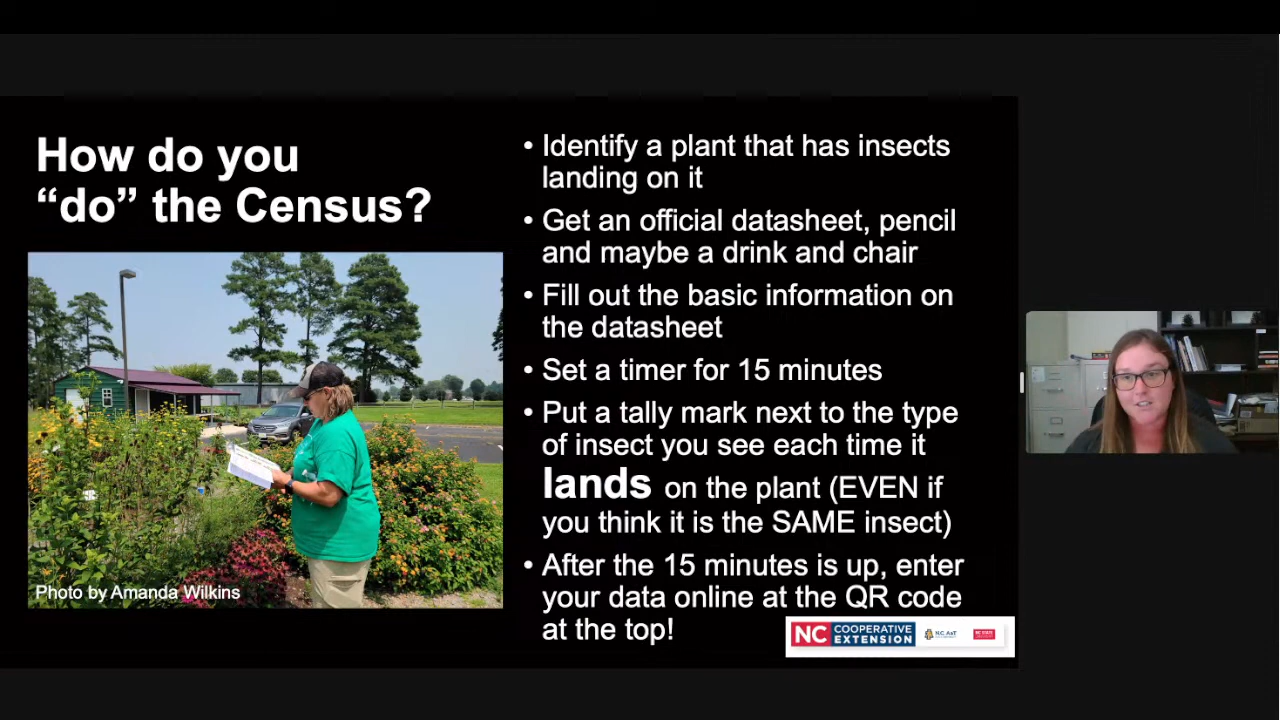 How do you
“do” the Census?
Photo by Amanda Wilkins
• Identify a plant that has insects
landing on it
• Get an official datasheet, pencil
and maybe a drink and chair
• Fill out the basic information on
the datasheet
• Set a timer for 15 minutes
• Put a tally mark next to the type
of insect you see each time it
lands on the plant (EVEN if
you think it is the SAME insect)
• After the 15 minutes is up, enter
your data online at the QR code
at the top!
NC COOPERATIVE
EXTENSION
N.C. A&T
NC STATE